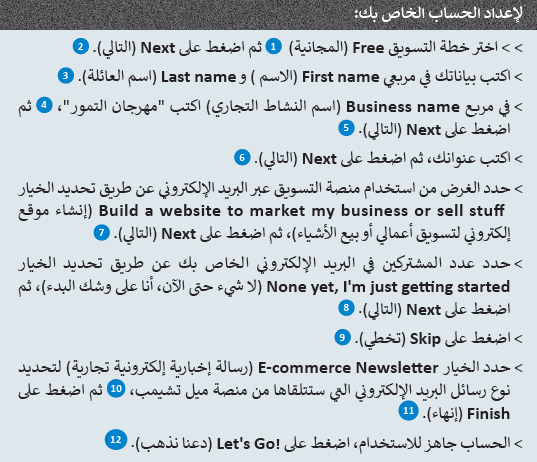 لإعداد الحساب الخاص بك:
> > اختر خطة التسويق Free (المجانية) 1 ثم اضغط على Next (التالي). 2
> اكتب بياناتك في مربعي First name (الاسم ) و Last name (اسم العائلة). 3
> في مربع Business name (اسم النشاط التجاري) اكتب "مهرجان التمور"، 4 ثم
اضغط على Next (التالي). 5
> اكتب عنوانك، ثم اضغط على Next (التالي). 6
> حدد الغرض من استخدام منصة التسويق عبر البريد الإلكتروني عن طريق تحديد الخيار
Build a website to market my business or sell stuff (إنشاء موقع
إلكتروني لتسويق أعمالي أو بيع الأشياء)، ثم اضغط على Next (التالي). 7
> حدد عدد المشتركين في البريد الإلكتروني الخاص بك عن طريق تحديد الخيار
None yet, I'm just getting started (لا شيء حتى الآن، أنا على وشك البدء)، ثم
اضغط على Next (التالي). 8
> اضغط على Skip (تخطي). 9
> حدد الخيار E-commerce Newsletter (رسالة إخبارية إلكترونية تجارية) لتحديد
نوع رسائل البريد الإلكتروني التي ستتلقاها من منصة ميل تشيمب، 10 ثم اضغط على
Finish (إنهاء). 11
> الحساب جاهز للاستخدام، اضغط على Let's Go! (دعنا نذهب). 12